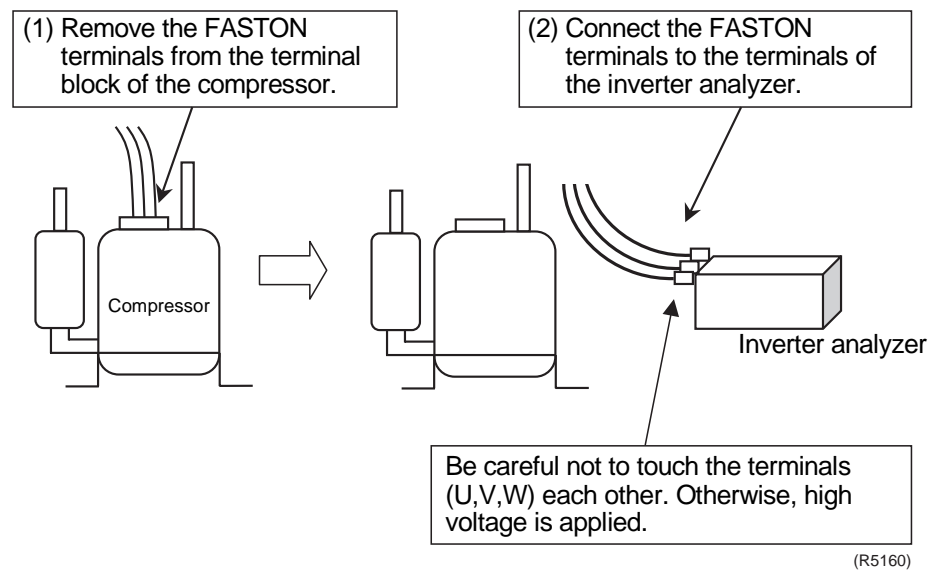 (1) Remove the FASTON
terminals from the terminal
block of the compressor.
(2) Connect the FASTON
terminals to the terminals of
the inverter analyzer.
Compressor
Inverter analyzer
Be careful not to touch the terminals
(U,V,W) each other. Otherwise, high
voltage is applied.
(R5160)